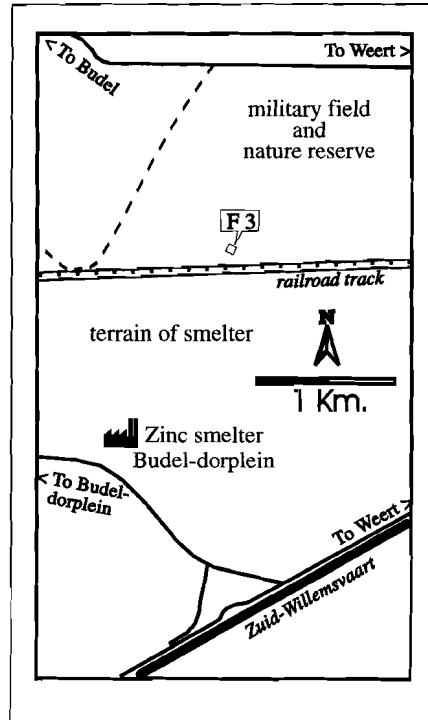 < To Budel
To Weert >
military field
and
nature reserve
F 3
railroad track
terrain of smelter
N
1 Km.
Zinc smelter
Budel-dorplein
< To Budel-
dorplein
To Weert >
Zuid-Willemsvaart